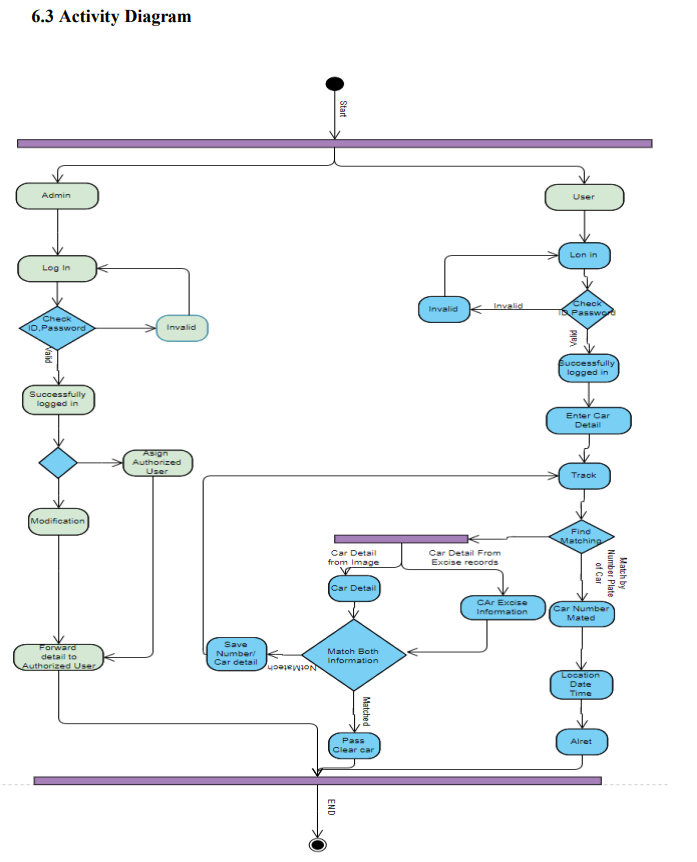 6.3 Activity Diagram
Start
Admin
User
Log In
Lon in
Check
ID,Password
Invalid
Invalid
Invalid
Check
ID Password
Valid
Valid
Successfully
logged in
Successfully
logged in
Enter Car
Detail
Asign
Authorized
User
Track
Modification
Find
Matching
Match by
Number Plate
of Car
Car Detail
from Image
Car Detail From
Excise records
Car Detail
CAr Excise
Information
Car Number
Mated
Forward
detail to
Authorized User
Save
Number/
Car detail
NotMatech
Match Both
Information
Location
Date
Time
Matched
Pass
Clear car
Alret
END